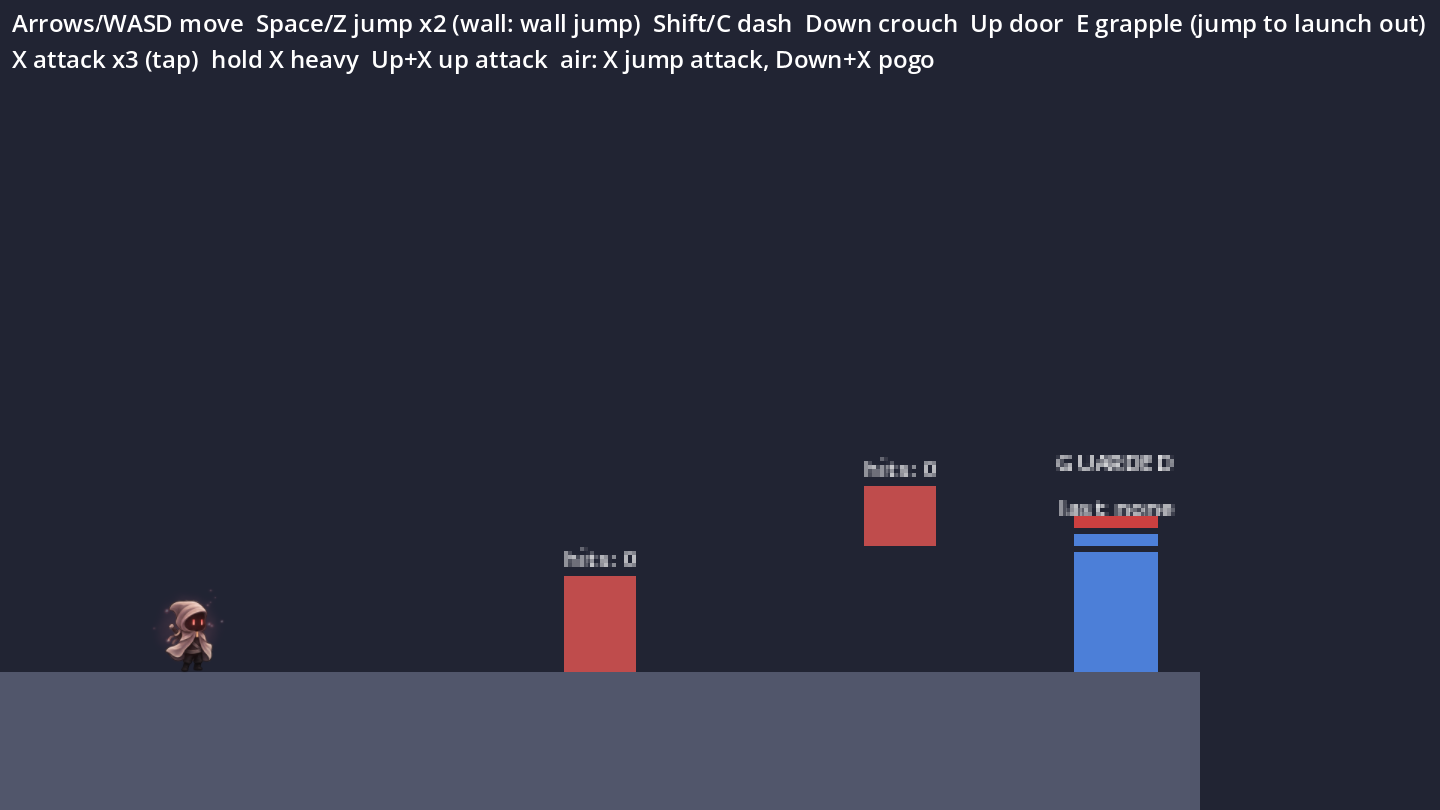 Arrows/WASD move  Space/Z jump x2 (wall: wall jump)  Shift/C dash  Down crouch  Up door  E grapple (jump to launch out)
X attack x3 (tap)  hold X heavy  Up+X up attack  air: X jump attack, Down+X pogo
hits: 0
GUARDED
last: none
hits: 0